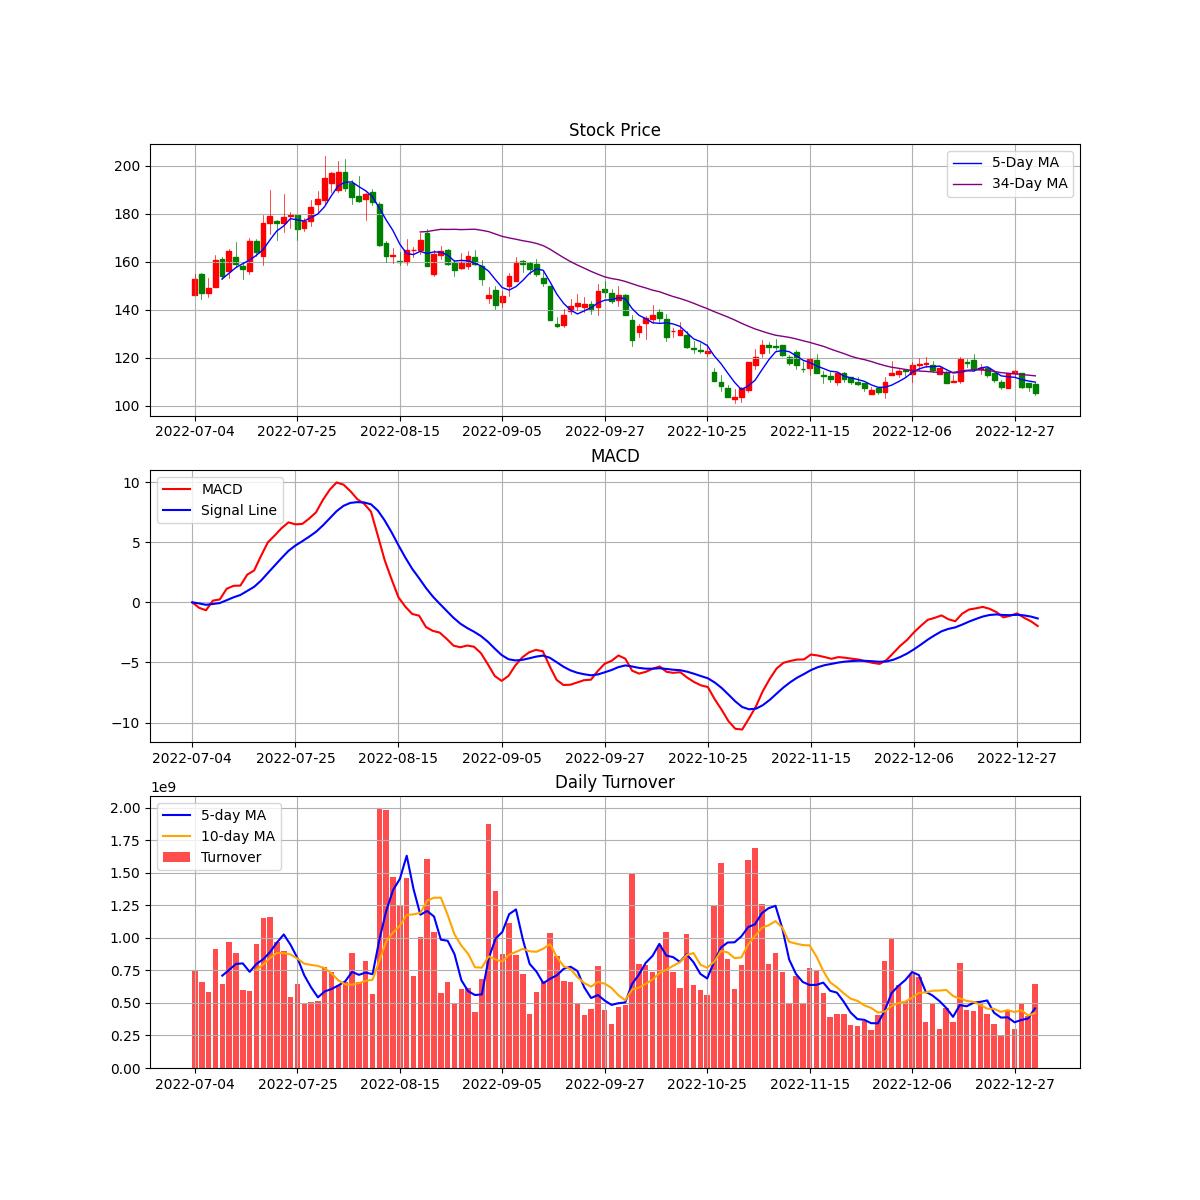 Stock Price
200
180
160
140
120
100
5-Day MA
34-Day MA
2022-07-04 2022-07-25 2022-08-15 2022-09-05 2022-09-27 2022-10-25 2022-11-15 2022-12-06 2022-12-27
MACD
10
5
0
−5
−10
MACD
Signal Line
2022-07-04 2022-07-25 2022-08-15 2022-09-05 2022-09-27 2022-10-25 2022-11-15 2022-12-06 2022-12-27
Daily Turnover
1e9
2.00
1.75
1.50
1.25
1.00
0.75
0.50
0.25
0.00
5-day MA
10-day MA
Turnover
2022-07-04 2022-07-25 2022-08-15 2022-09-05 2022-09-27 2022-10-25 2022-11-15 2022-12-06 2022-12-27